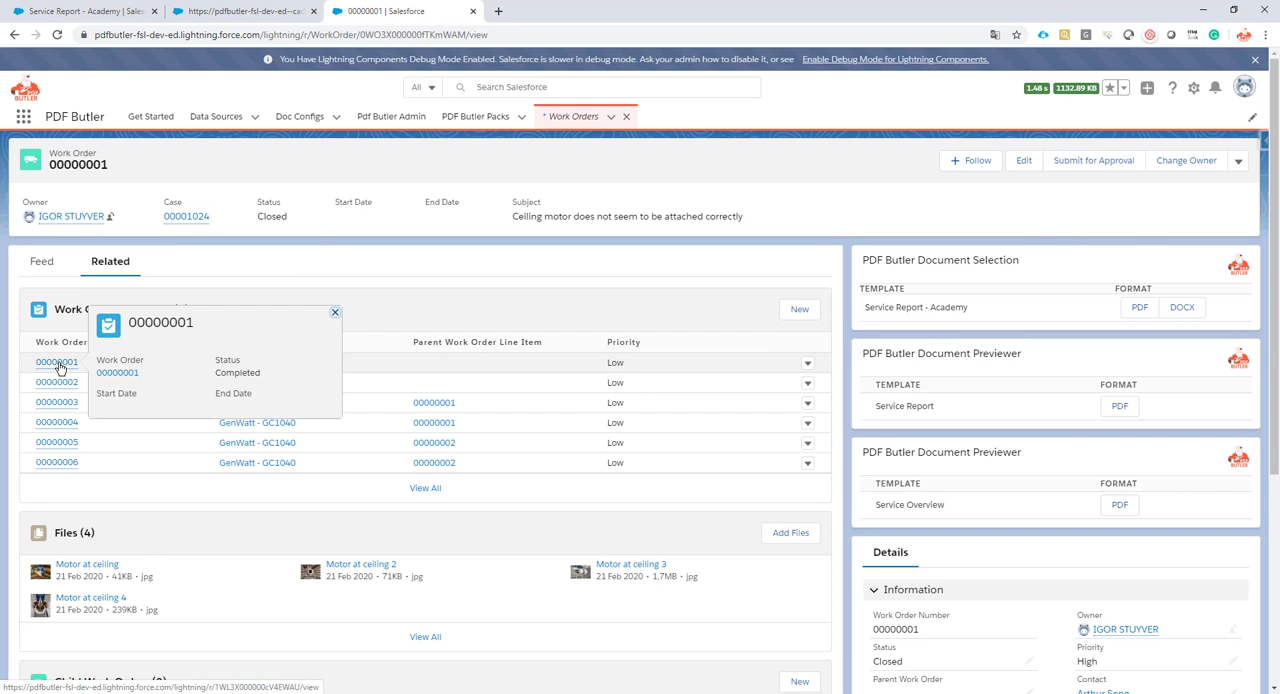 Service Report - Academy | Sales
https://pdfbutler-fsl-dev-ed--cad
00000001 | Salesforce
pdfbutler-fsl-dev-ed.lightning.force.com/lightning/r/WorkOrder/0WO3X000000fTKmWAM/view
You Have Lightning Components Debug Mode Enabled. Salesforce is slower in debug mode. Ask your admin how to disable it, or see Enable Debug Mode for Lightning Components.
BUTLER
All
Search Salesforce
1.48 s
1132.89 KB
PDF Butler
Get Started
Data Sources
Doc Configs
Pdf Butler Admin
PDF Butler Packs
* Work Orders
Work Order
00000001
+ Follow
Edit
Submit for Approval
Change Owner
Owner
Case
Status
Start Date
End Date
Subject
IGOR STUYVER
00001024
Closed
Ceiling motor does not seem to be attached correctly
Feed
Related
Work O
New
Work Order
Parent Work Order Line Item
Priority
00000001
Low
00000002
Low
00000003
00000001
Low
00000004
GenWatt - GC1040
00000001
Low
00000005
GenWatt - GC1040
00000002
Low
00000006
GenWatt - GC1040
00000002
Low
View All
00000001
Work Order
Status
00000001
Completed
Start Date
End Date
Files (4)
Add Files
Motor at ceiling
21 Feb 2020 • 41KB • jpg
Motor at ceiling 2
21 Feb 2020 • 71KB • jpg
Motor at ceiling 3
21 Feb 2020 • 1,7MB • jpg
Motor at ceiling 4
21 Feb 2020 • 239KB • jpg
View All
New
PDF Butler Document Selection
TEMPLATE
FORMAT
Service Report - Academy
PDF
DOCX
PDF Butler Document Previewer
TEMPLATE
FORMAT
Service Report
PDF
PDF Butler Document Previewer
TEMPLATE
FORMAT
Service Overview
PDF
Details
Information
Work Order Number
Owner
00000001
IGOR STUYVER
Status
Priority
Closed
High
Parent Work Order
Contact
https://pdfbutler-fsl-dev-ed.lightning.force.com/lightning/r/1WL3X000000cV4EWAU/view